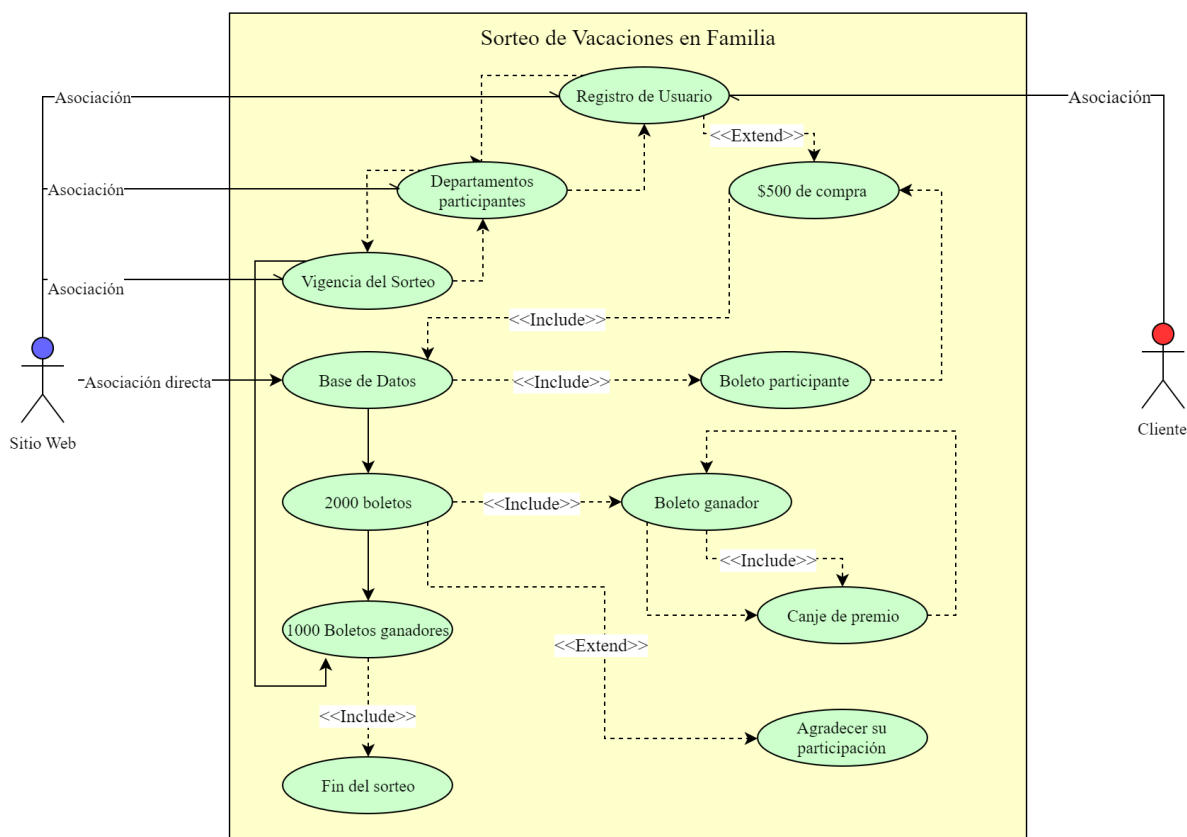 Sorteo de Vacaciones en Familia
Asociación
Registro de Usuario
Asociación
<<Extend>>
Asociación
Departamentos
participantes
$500 de compra
Asociación
Vigencia del Sorteo
<<Include>>
Asociación directa
Base de Datos
<<Include>>
Boleto participante
Sitio Web
Cliente
2000 boletos
<<Include>>
Boleto ganador
<<Include>>
1000 Boletos ganadores
Canje de premio
<<Extend>>
<<Include>>
Agradecer su
participación
Fin del sorteo